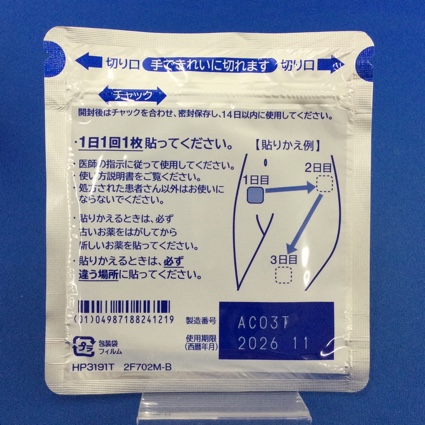 切り口 手できれいに切れます 切り口
チャック
開封後はチャックを合わせ、密封保存し、14日以内に使用してください。
・1日1回1枚貼ってください。
・医師の指示に従って使用してください。
・使い方説明書をご覧ください。
・処方された患者さん以外はお使いに
ならないでください。
・貼りかえるときは、必ず
古いお薬をはがしてから
新しいお薬を貼ってください。
・貼りかえるときは、必ず
違う場所に貼ってください。
【貼りかえ例】
1日目
2日目
3日目
(01)04987188241219
プラ 包装袋
フィルム
HP3191T 2F702M-B
製造番号 AC03T
使用期限 2026 11
(西暦年月)